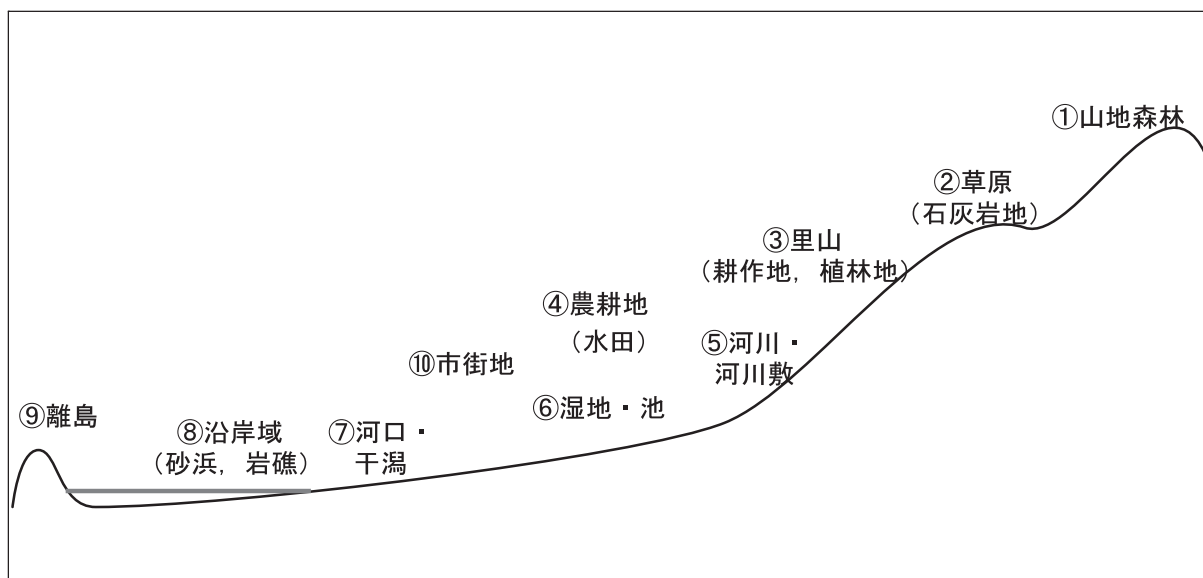 ①山地森林
②草原
（石灰岩地）
③里山
（耕作地，植林地）
④農耕地
（水田）
⑤河川・
河川敷
⑩市街地
⑥湿地・池
⑨離島
⑧沿岸域
（砂浜，岩礁）
⑦河口・
干潟